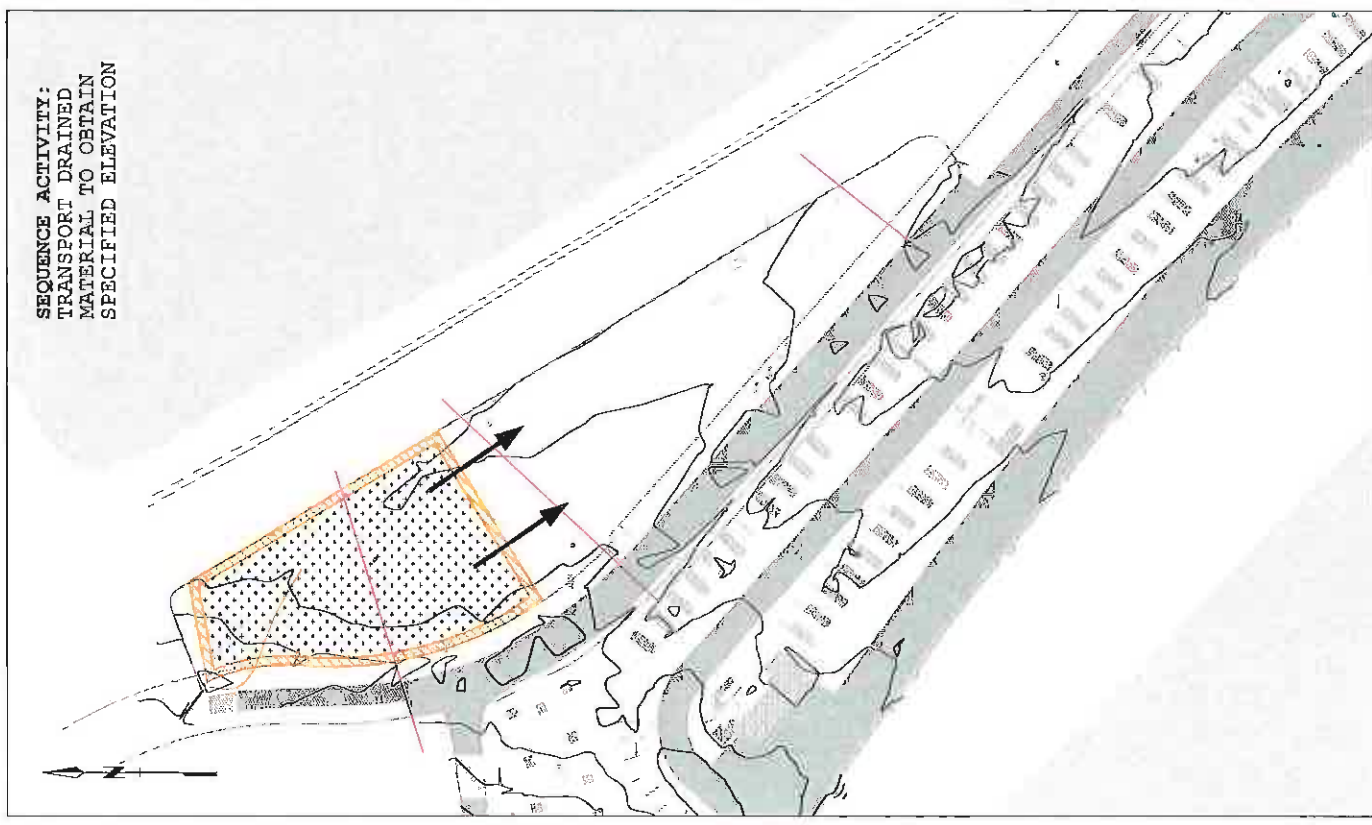 SEQUENCE ACTIVITY:
TRANSPORT DRAINED
MATERIAL TO OBTAIN
SPECIFIED ELEVATION
N